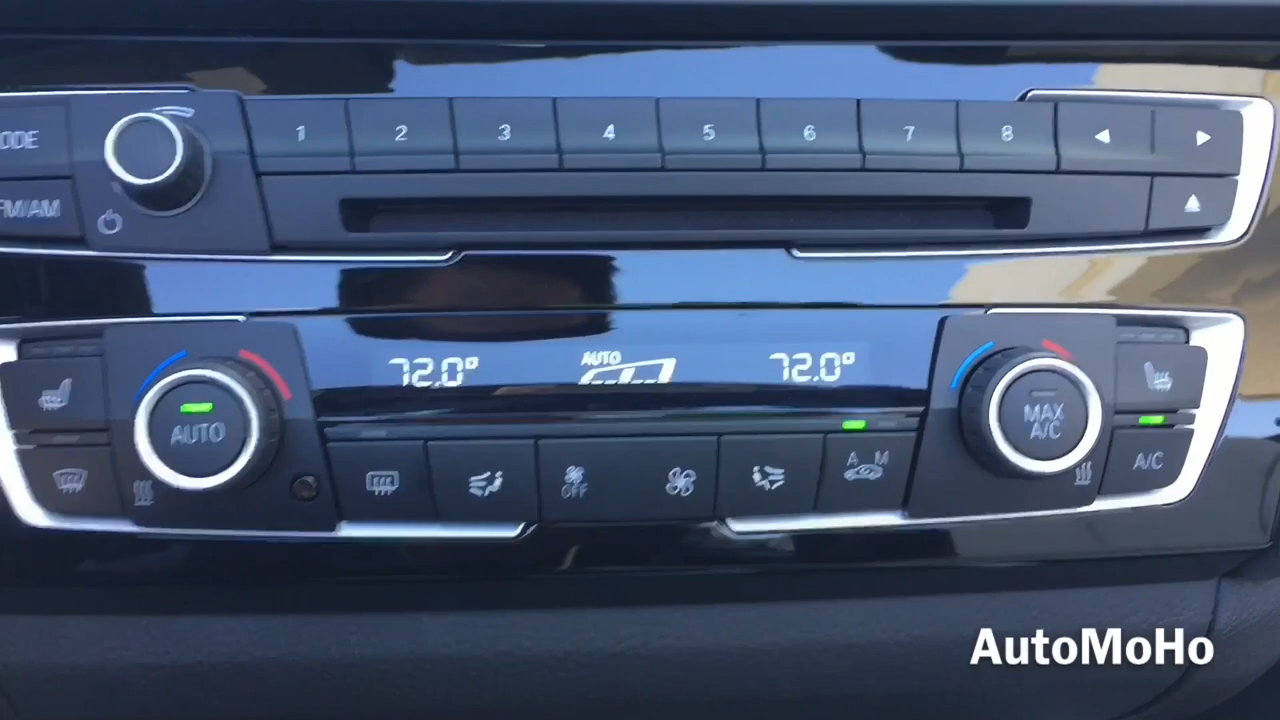 ODE
1 2 3 4 5 6 7 8
FM/AM
72.0° AUTO 72.0°
AUTO
MAX
A/C
A M
OFF
A/C
AutoMoHo